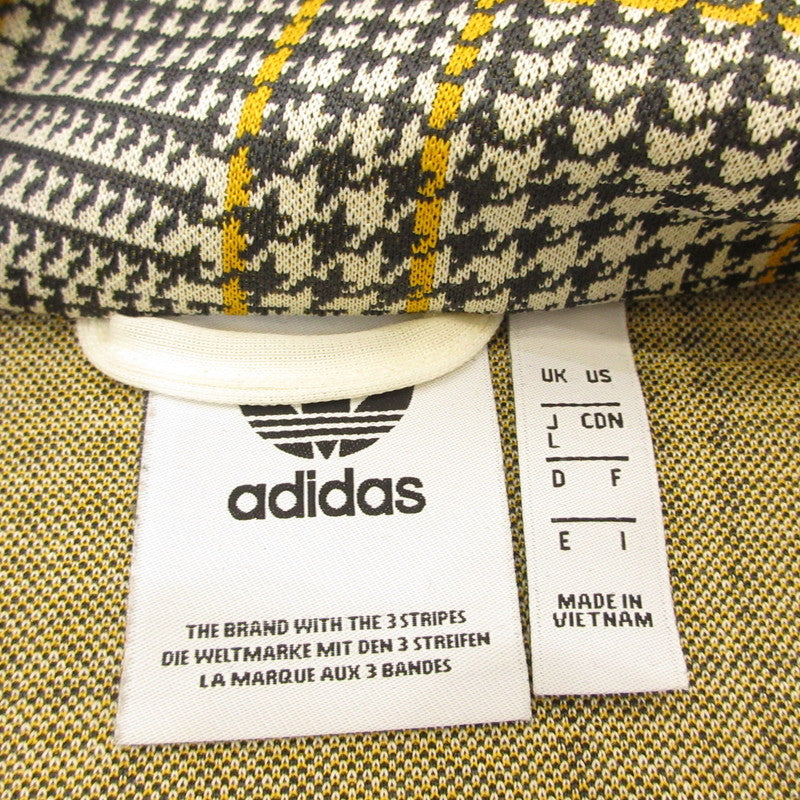 adidas
THE BRAND WITH THE 3 STRIPES
DIE WELTMARKE MIT DEN 3 STREIFEN
LA MARQUE AUX 3 BANDES
UK US
J CDN
L
D F
E I
MADE IN
VIETNAM